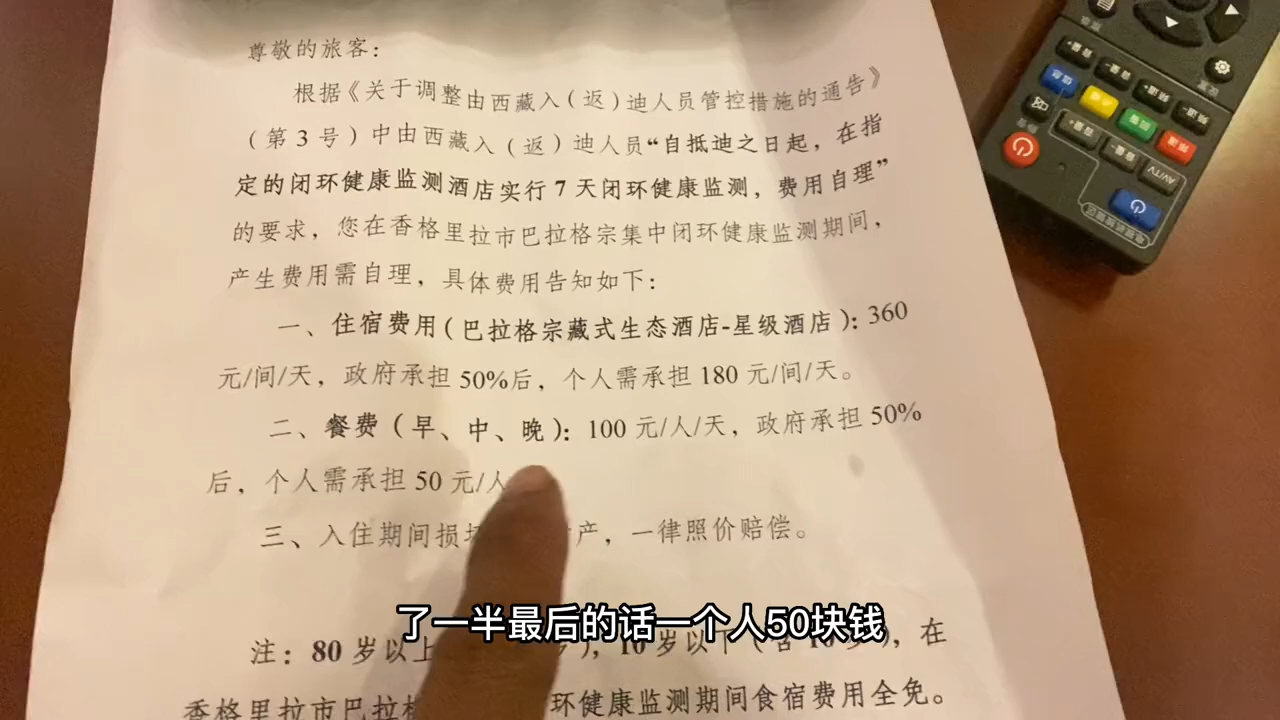 尊敬的旅客：
根据《关于调整由西藏入（返）迪人员管控措施的通告》
（第3号）中由西藏入（返）迪人员“自抵迪之日起，在指
定的闭环健康监测酒店实行7天闭环健康监测，费用自理”
的要求，您在香格里拉市巴拉格宗集中闭环健康监测期间，
产生费用需自理，具体费用告知如下：
一、住宿费用（巴拉格宗藏式生态酒店-星级酒店）：360
元/间/天，政府承担50%后，个人需承担180元/间/天。
二、餐费（早、中、晚）：100元/人/天，政府承担50%
后，个人需承担50元/人
三、入住期间损 产，一律照价赔偿。
了一半最后的话一个人50块钱
注：80岁以上 ，在
香格里拉市巴拉 环健康监测期间食宿费用全免。